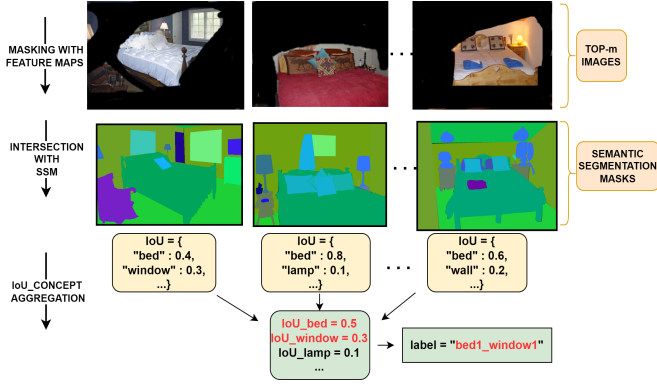 MASKING WITH
FEATURE MAPS
TOP-m
IMAGES
INTERSECTION
WITH
SSM
SEMANTIC
SEGMENTATION
MASKS
IoU_CONCEPT
AGGREGATION
IoU = {
"bed" : 0.4,
"window" : 0.3,
...}
IoU = {
"bed" : 0.8,
"lamp" : 0.1,
...}
IoU = {
"bed" : 0.6,
"wall" : 0.2,
...}
IoU_bed = 0.5
IoU_window = 0.3
IoU_lamp = 0.1
...
label = "bed1_window1"